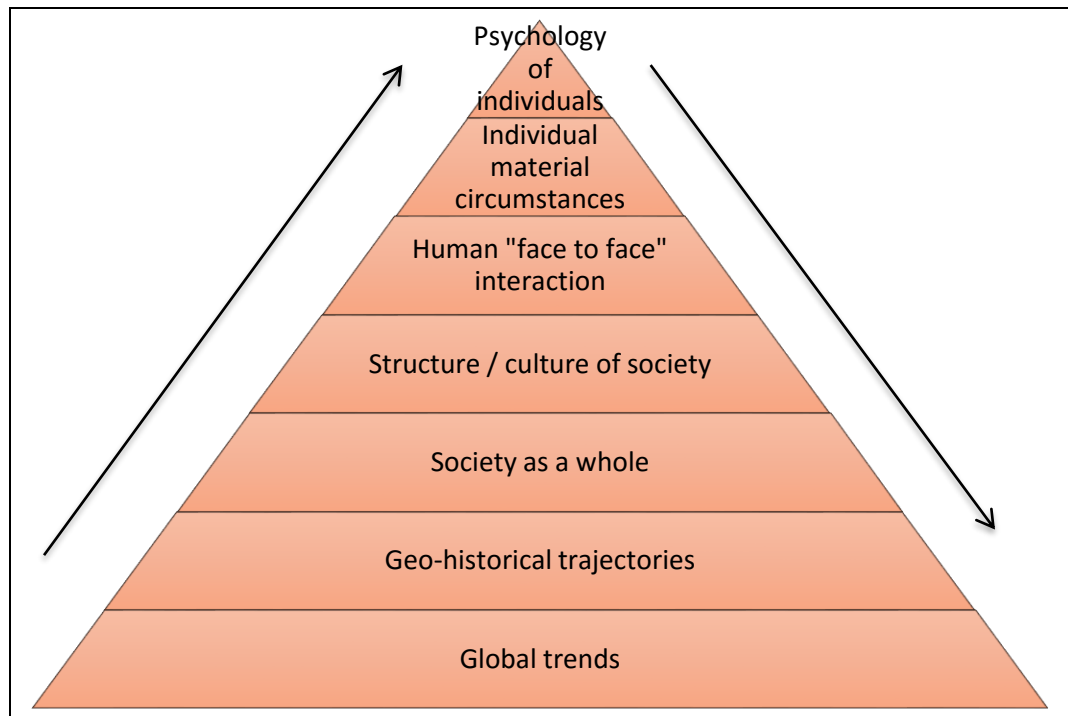 Psychology
of
individuals
Individual
material
circumstances
Human "face to face"
interaction
Structure / culture of society
Society as a whole
Geo-historical trajectories
Global trends